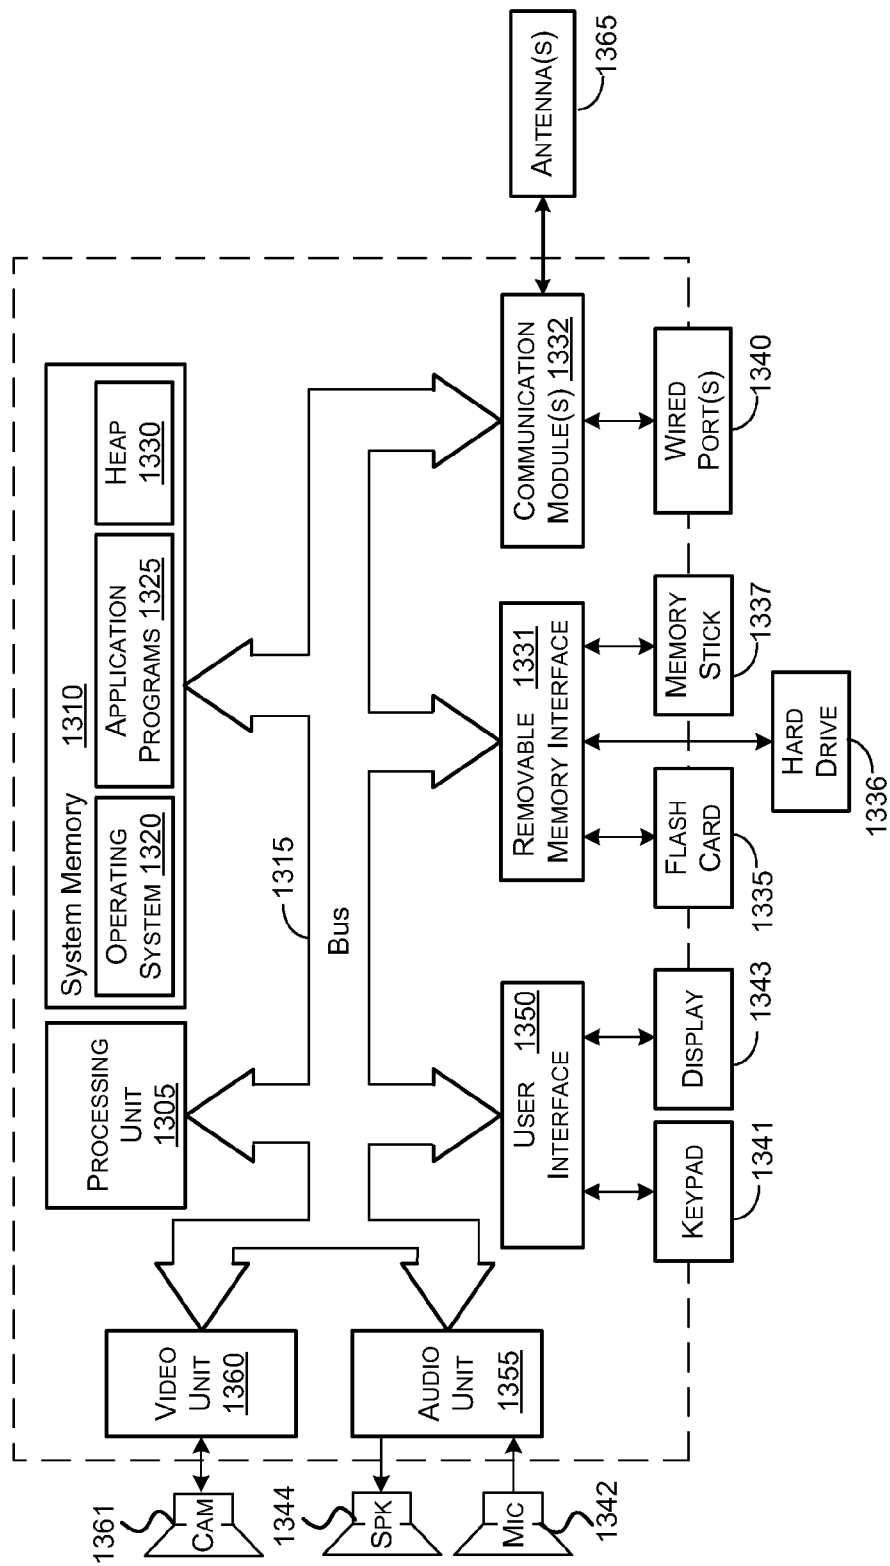 System Memory 1310
OPERATING
SYSTEM 1320
APPLICATION
PROGRAMS 1325
HEAP
1330
PROCESSING
UNIT
1305
VIDEO
UNIT
1360
AUDIO
UNIT
1355
CAM
1361
SPK
1344
MIC
1342
1315
Bus
USER 1350
INTERFACE
REMOVABLE 1331
MEMORY INTERFACE
COMMUNICATION
MODULE(S) 1332
ANTENNA(S)
1365
KEYPAD
1341
DISPLAY
1343
FLASH
CARD
1335
HARD
DRIVE
1336
MEMORY
STICK
1337
WIRED
PORT(S)
1340